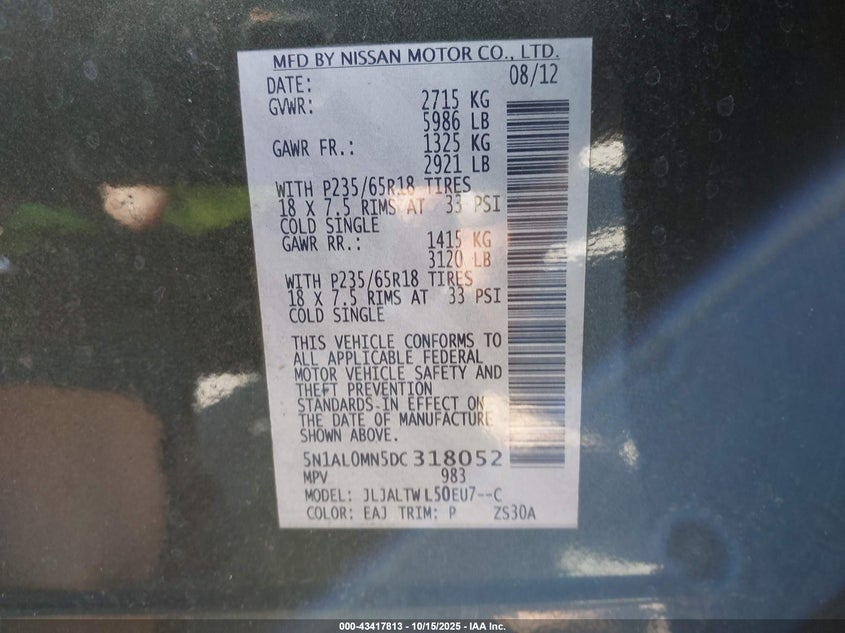 MFD BY NISSAN MOTOR CO., LTD.
DATE: 08/12
GVWR: 2715 KG
5986 LB
GAWR FR.: 1325 KG
2921 LB
WITH P235/65R18 TIRES
18 X 7.5 RIMS AT 33 PSI
COLD SINGLE
GAWR RR.: 1415 KG
3120 LB
WITH P235/65R18 TIRES
18 X 7.5 RIMS AT 33 PSI
COLD SINGLE
THIS VEHICLE CONFORMS TO
ALL APPLICABLE FEDERAL
MOTOR VEHICLE SAFETY AND
THEFT PREVENTION
STANDARDS IN EFFECT ON
THE DATE OF MANUFACTURE
SHOWN ABOVE.
5N1AL0MN5DC 318052
MPV 983
MODEL: JLJALTW L50EU7--C
COLOR: EAJ TRIM: P ZS30A
000-43417813 - 10/15/2025 - IAA Inc.